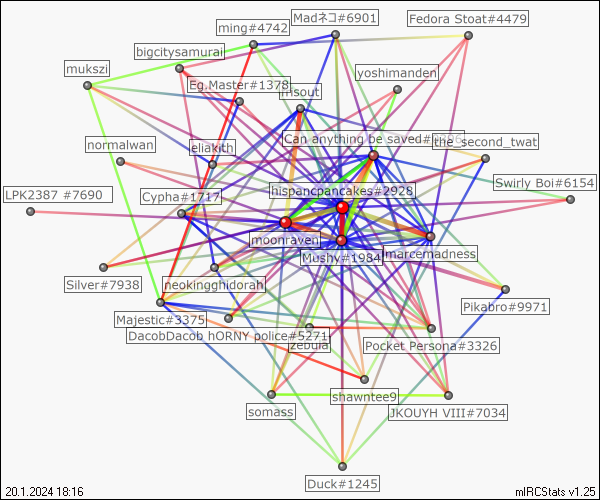 Madネコ#6901
Fedora Stoat#4479
ming#4742
bigcitysamurai
mukszi
yoshimanden
Eg.Master#1378
msout
Can anything be saved#
the_second_twat
normalwan
eliakith
Swirly Boi#6154
LPK2387 #7690
Cypha#1717
hispancpancakes#2928
moonraven
Mushy#1984
marcemadness
Silver#7938
neokingghidorah
Pikabro#9971
Majestic#3375
DacobDacob hORNY police#5271
zebula
Pocket Persona#3326
shawntee9
somass
JKOUYH VIII#7034
Duck#1245
20.1.2024 18:16
mIRCStats v1.25